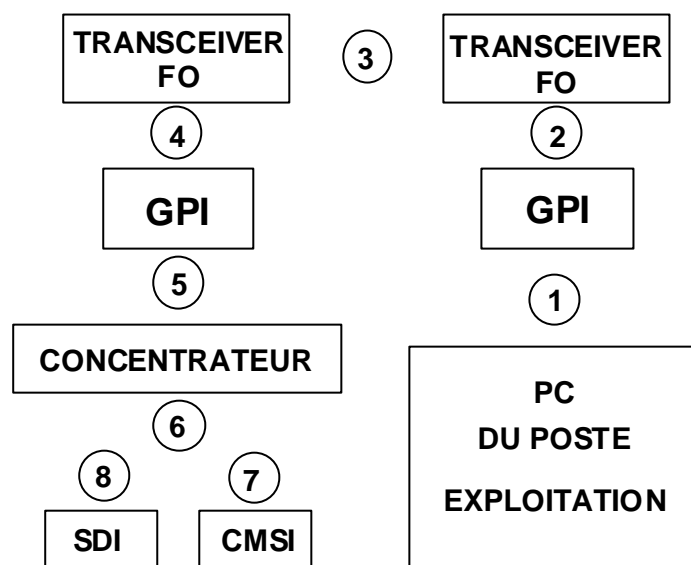 TRANSCEIVER
FO
3
TRANSCEIVER
FO
4
2
GPI
GPI
5
1
CONCENTRATEUR
PC
DU POSTE
EXPLOITATION
6
8
7
SDI
CMSI